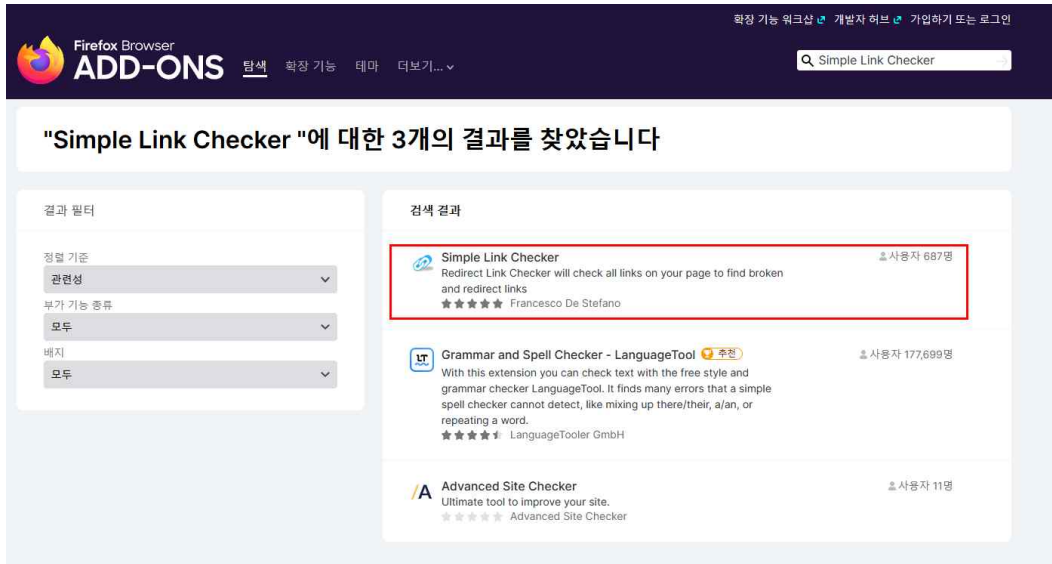 확장 기능 워크샵 개발자 허브 가입하기 또는 로그인
Firefox Browser
ADD-ONS 탐색 확장 기능 테마 더보기... Simple Link Checker
"Simple Link Checker "에 대한 3개의 결과를 찾았습니다
결과 필터
정렬 기준
관련성
부가 기능 종류
모두
배지
모두
검색 결과
Simple Link Checker 사용자 687명
Redirect Link Checker will check all links on your page to find broken
and redirect links
Francesco De Stefano
Grammar and Spell Checker - LanguageTool 추천 사용자 177,699명
With this extension you can check text with the free style and
grammar checker LanguageTool. It finds many errors that a simple
spell checker cannot detect, like mixing up there/their, a/an, or
repeating a word.
LanguageTooler GmbH
Advanced Site Checker 사용자 11명
Ultimate tool to improve your site.
Advanced Site Checker